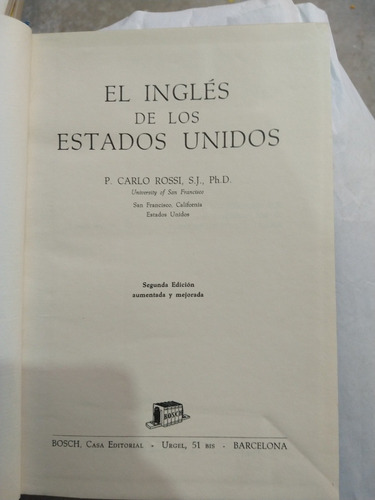 EL INGLÉS
DE LOS
ESTADOS UNIDOS
P. CARLO ROSSI, S.J., Ph.D.
University of San Francisco
San Francisco, California
Estados Unidos
Segunda Edición
aumentada y mejorada
BOSCH
BOSCH, Casa Editorial - Urgel, 51 bis - BARCELONA